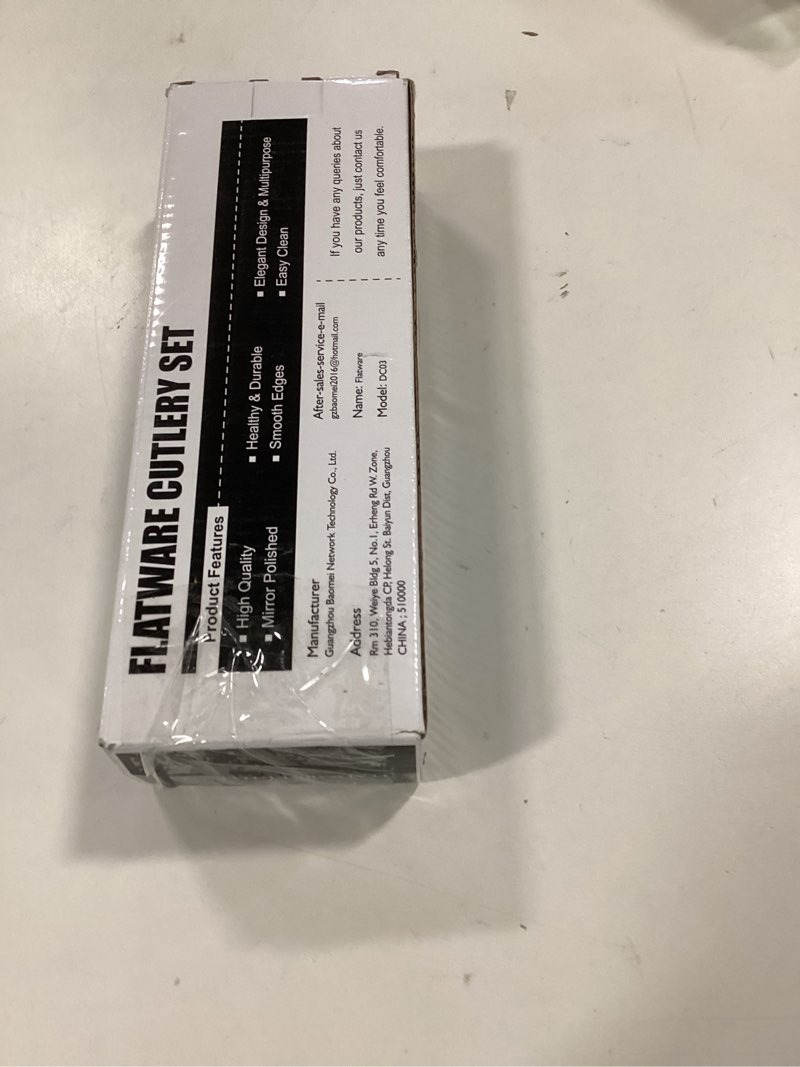 FLATWARE CUTLERY SET
Product Features
■ High Quality
■ Healthy & Durable
■ Elegant Design & Multipurpose
■ Mirror Polished
■ Smooth Edges
■ Easy Clean
Manufacturer
Guangzhou Baomei Network Technology Co., Ltd.
Address
Rm 310, Weiye Bldg 5, No.1, Erheng Rd W. Zone,
Hebiantongda CP, Helong St. Baiyun Dist, Guangzhou
CHINA ; 510000
After-sales-service-e-mail
gzbaomei2016@hotmail.com
Name: Flatware
Model: DC03
If you have any queries about
our products, just contact us
any time you feel comfortable.